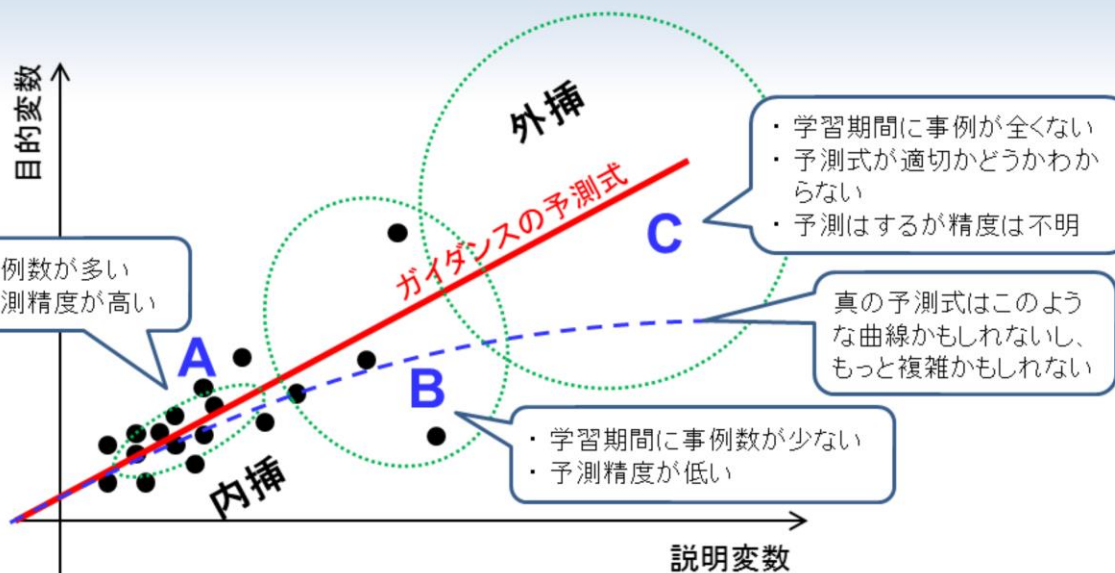 目的変数
外挿
・ 学習期間に事例が全くない
・ 予測式が適切かどうかわか
らない
・ 予測はするが精度は不明
ガイダンスの予測式
C
例数が多い
測精度が高い
真の予測式はこのよう
な曲線かもしれないし、
もっと複雑かもしれない
A
B
・ 学習期間に事例数が少ない
・ 予測精度が低い
内挿
説明変数